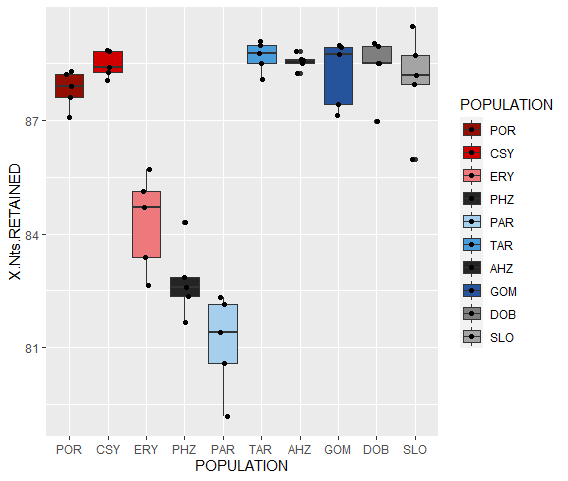 X.Nts.RETAINED
87
84
81
POR CSY ERY PHZ PAR TAR AHZ GOM DOB SLO
POPULATION
POPULATION
POR
CSY
ERY
PHZ
PAR
TAR
AHZ
GOM
DOB
SLO